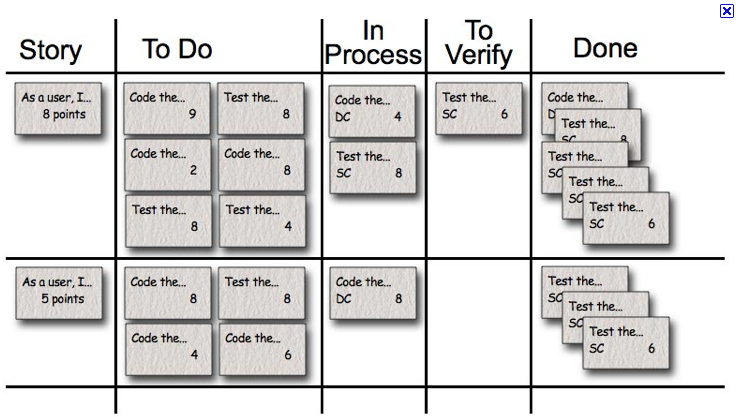 Story
To Do
In
Process
To
Verify
Done
As a user, I...
8 points
Code the...
9
Test the...
8
Code the...
2
Code the...
8
Test the...
8
Test the...
4
Code the...
DC 4
Test the...
SC 8
Test the...
SC 6
Code the...
Test the...
SC 8
Test the...
SC
Test the...
SC
Test the...
SC 6
As a user, I...
5 points
Code the...
8
Test the...
8
Code the...
4
Code the...
6
Code the...
DC 8
Test the...
SC
Test the...
SC
Test the...
SC 6